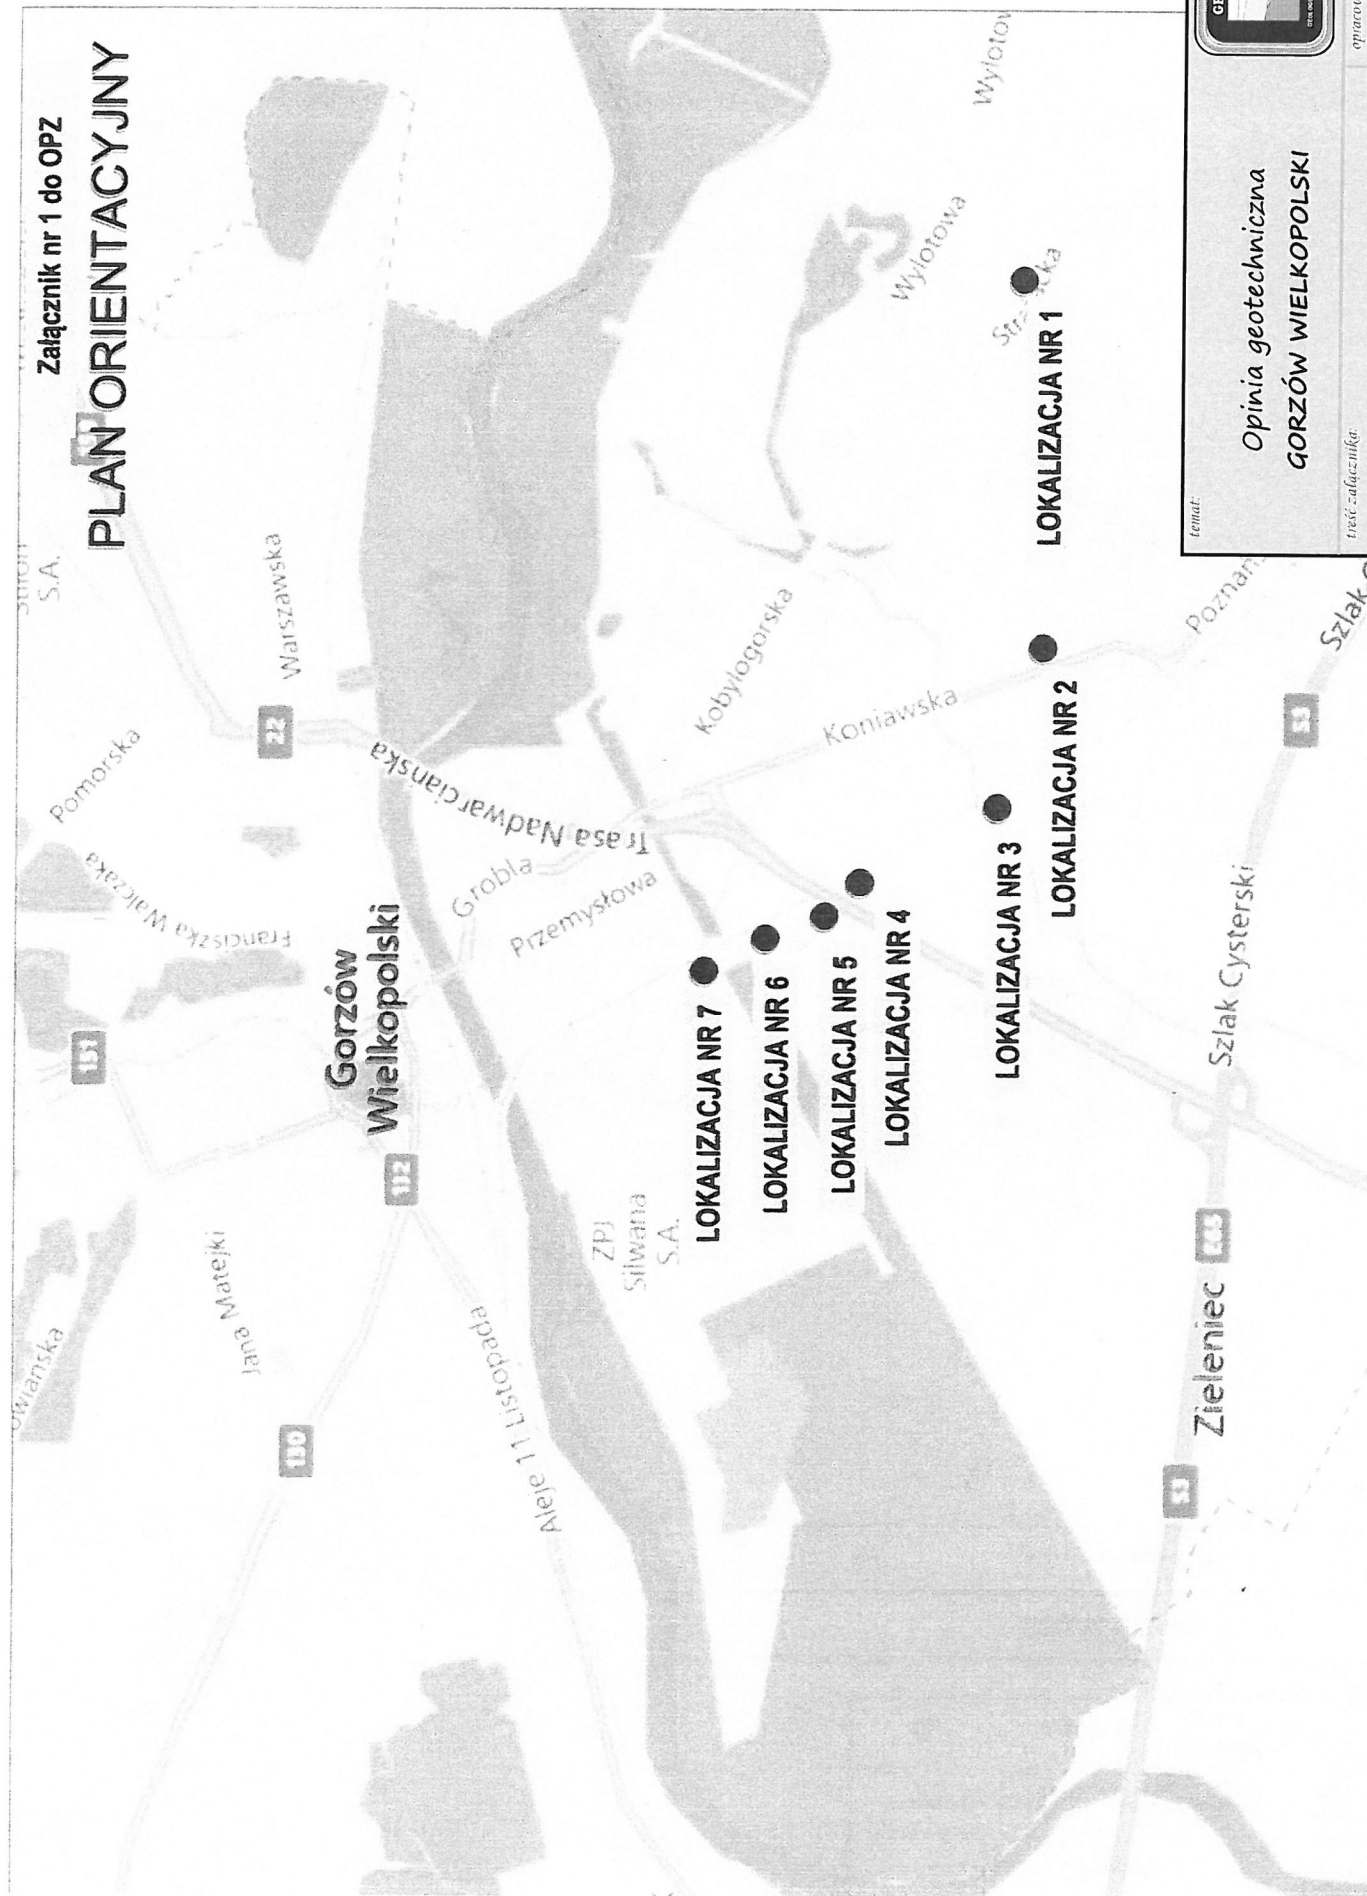 Załącznik nr 1 do OPZ
PLAN ORIENTACYJNY
S.A.
Pomorska
Warszawska
22
Franciszka Walczaka
151
Gorzów
Wielkopolski
132
130
Jana Matejki
Aleje 11 Listopada
Trasa Nadwarcianska
Grobla
Przemysłowa
ZPJ
Silwana
S.A.
Kobylogorska
Koniawska
Wylotowa
LOKALIZACJA NR 7
LOKALIZACJA NR 6
LOKALIZACJA NR 5
LOKALIZACJA NR 4
LOKALIZACJA NR 3
LOKALIZACJA NR 2
LOKALIZACJA NR 1
Szlak Cysterski
Zieleniec
temat:
Opinia geotechniczna
GORZÓW WIELKOPOLSKI
treść załącznika: